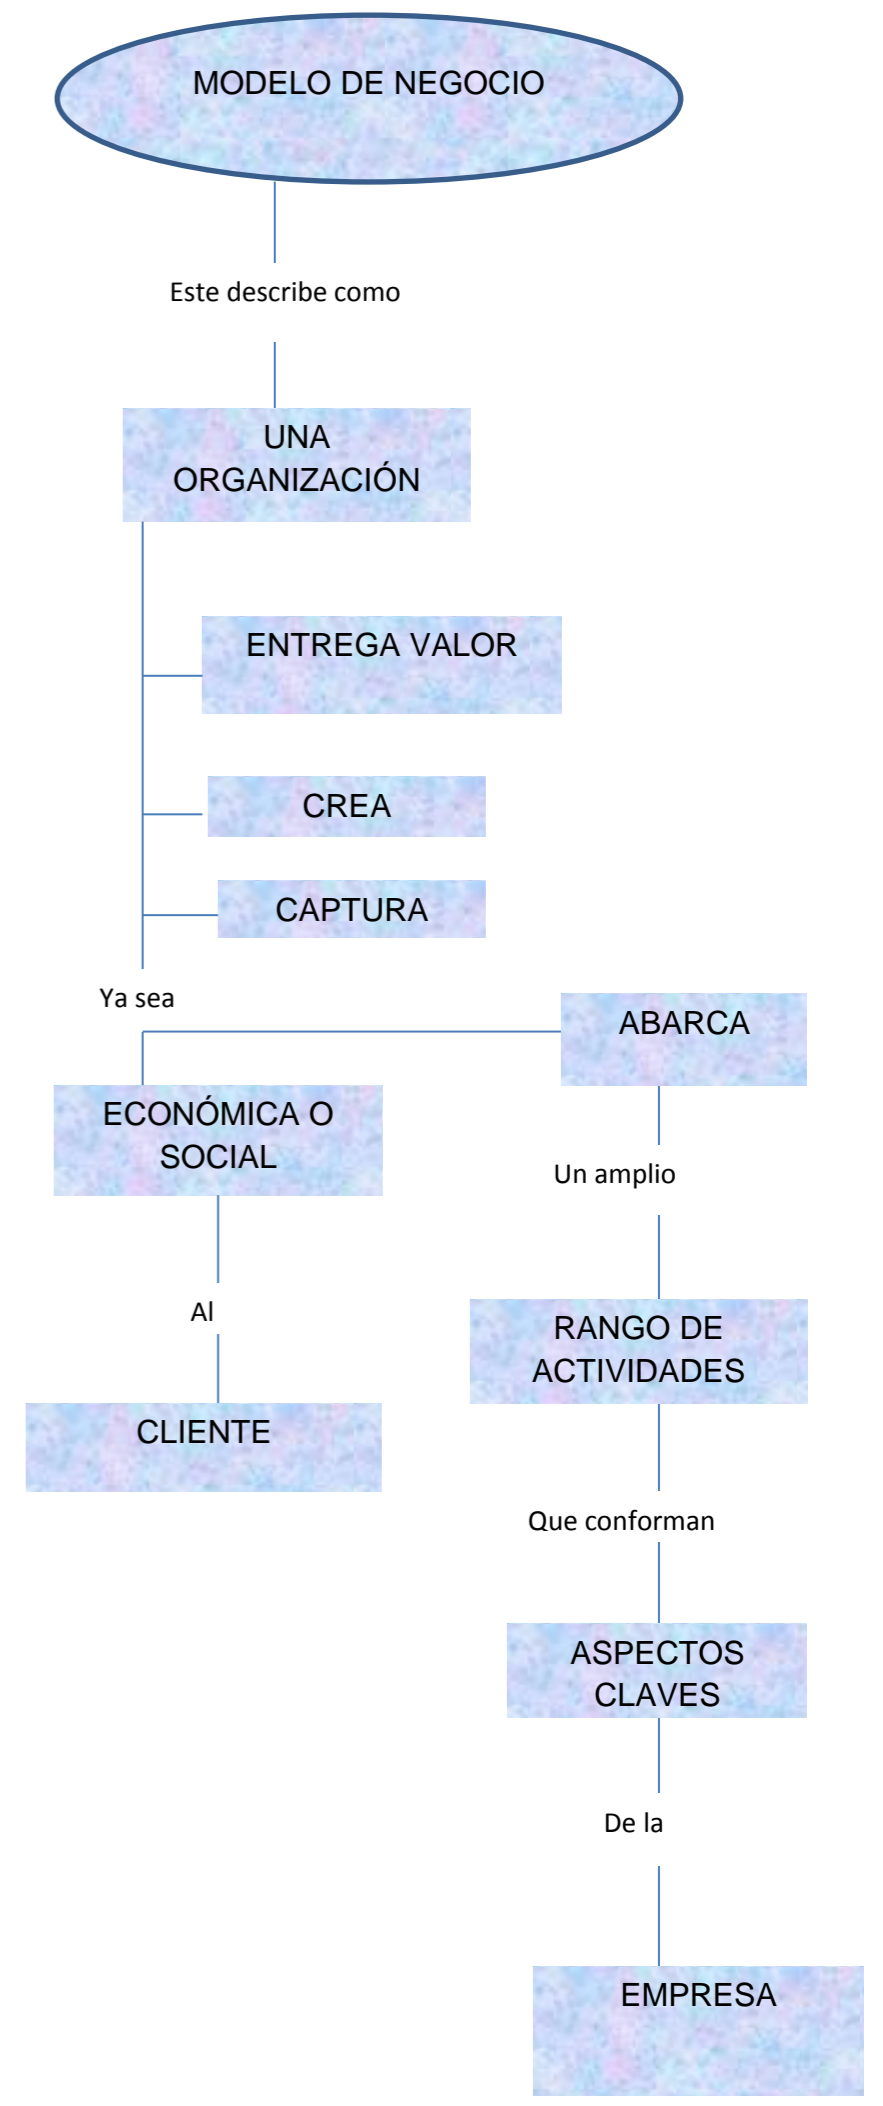 MODELO DE NEGOCIO
Este describe como
UNA
ORGANIZACIÓN
ENTREGA VALOR
CREA
CAPTURA
Ya sea
ABARCA
ECONÓMICA O
SOCIAL
Un amplio
Al
RANGO DE
ACTIVIDADES
CLIENTE
Que conforman
ASPECTOS
CLAVES
De la
EMPRESA